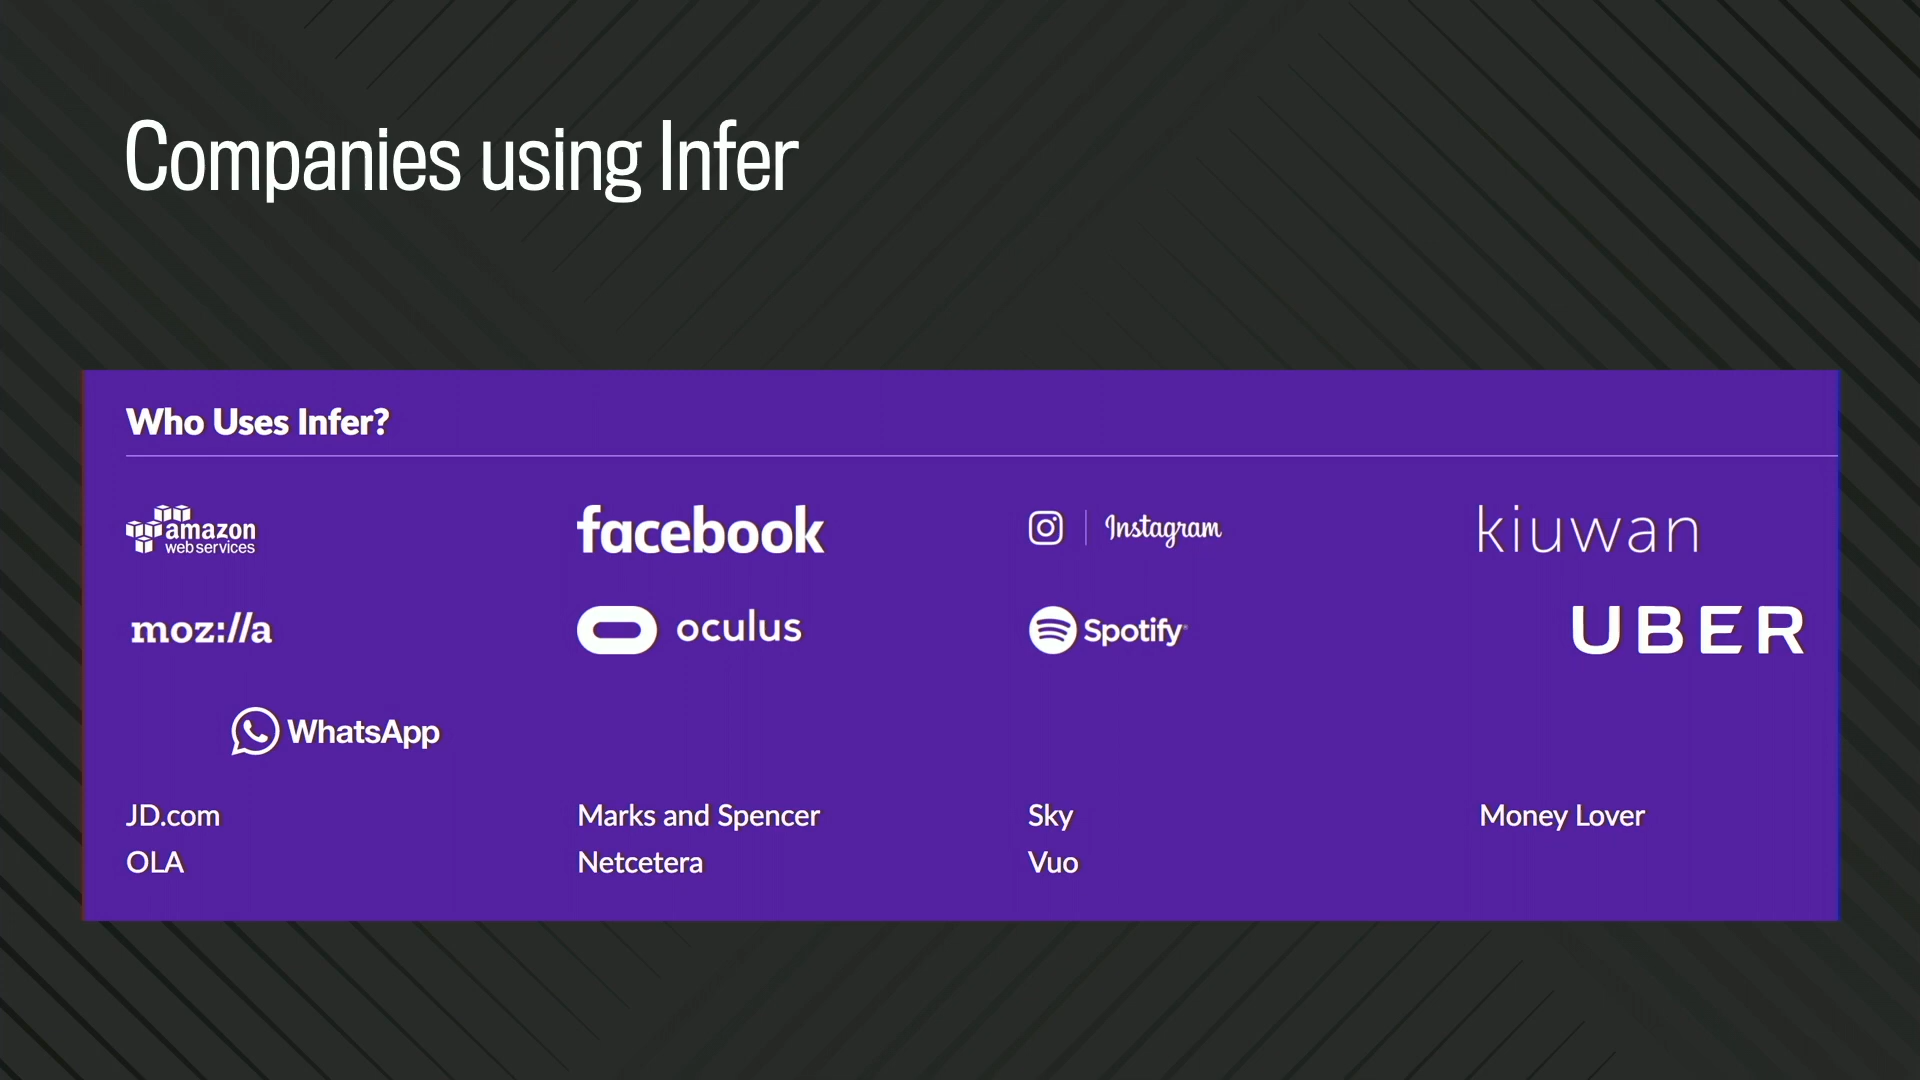 Companies using Infer
Who Uses Infer?
amazon
web services
facebook
Instagram
kiuwan
moz://a
oculus
Spotify
UBER
WhatsApp
JD.com
Marks and Spencer
Sky
Money Lover
OLA
Netcetera
Vuo